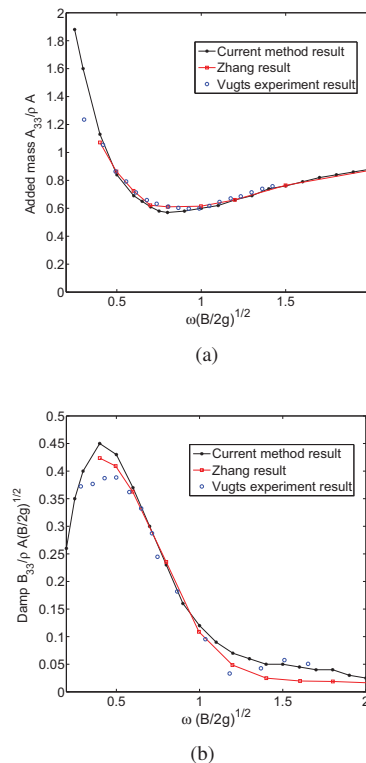 2
1.8
1.6
1.4
1.2
1
0.8
0.6
0.4
0.2
0
Added mass A₃₃/ρ A
Current method result
Zhang result
Vugts experiment result
0.5 1 1.5
ω(B/2g)^1/2
(a)
0.5
0.45
0.4
0.35
0.3
0.25
0.2
0.15
0.1
0.05
0
Damp B₃₃/ρ A(B/2g)^1/2
Current method result
Zhang result
Vugts experiment result
0.5 1 1.5 2
ω (B/2g)^1/2
(b)